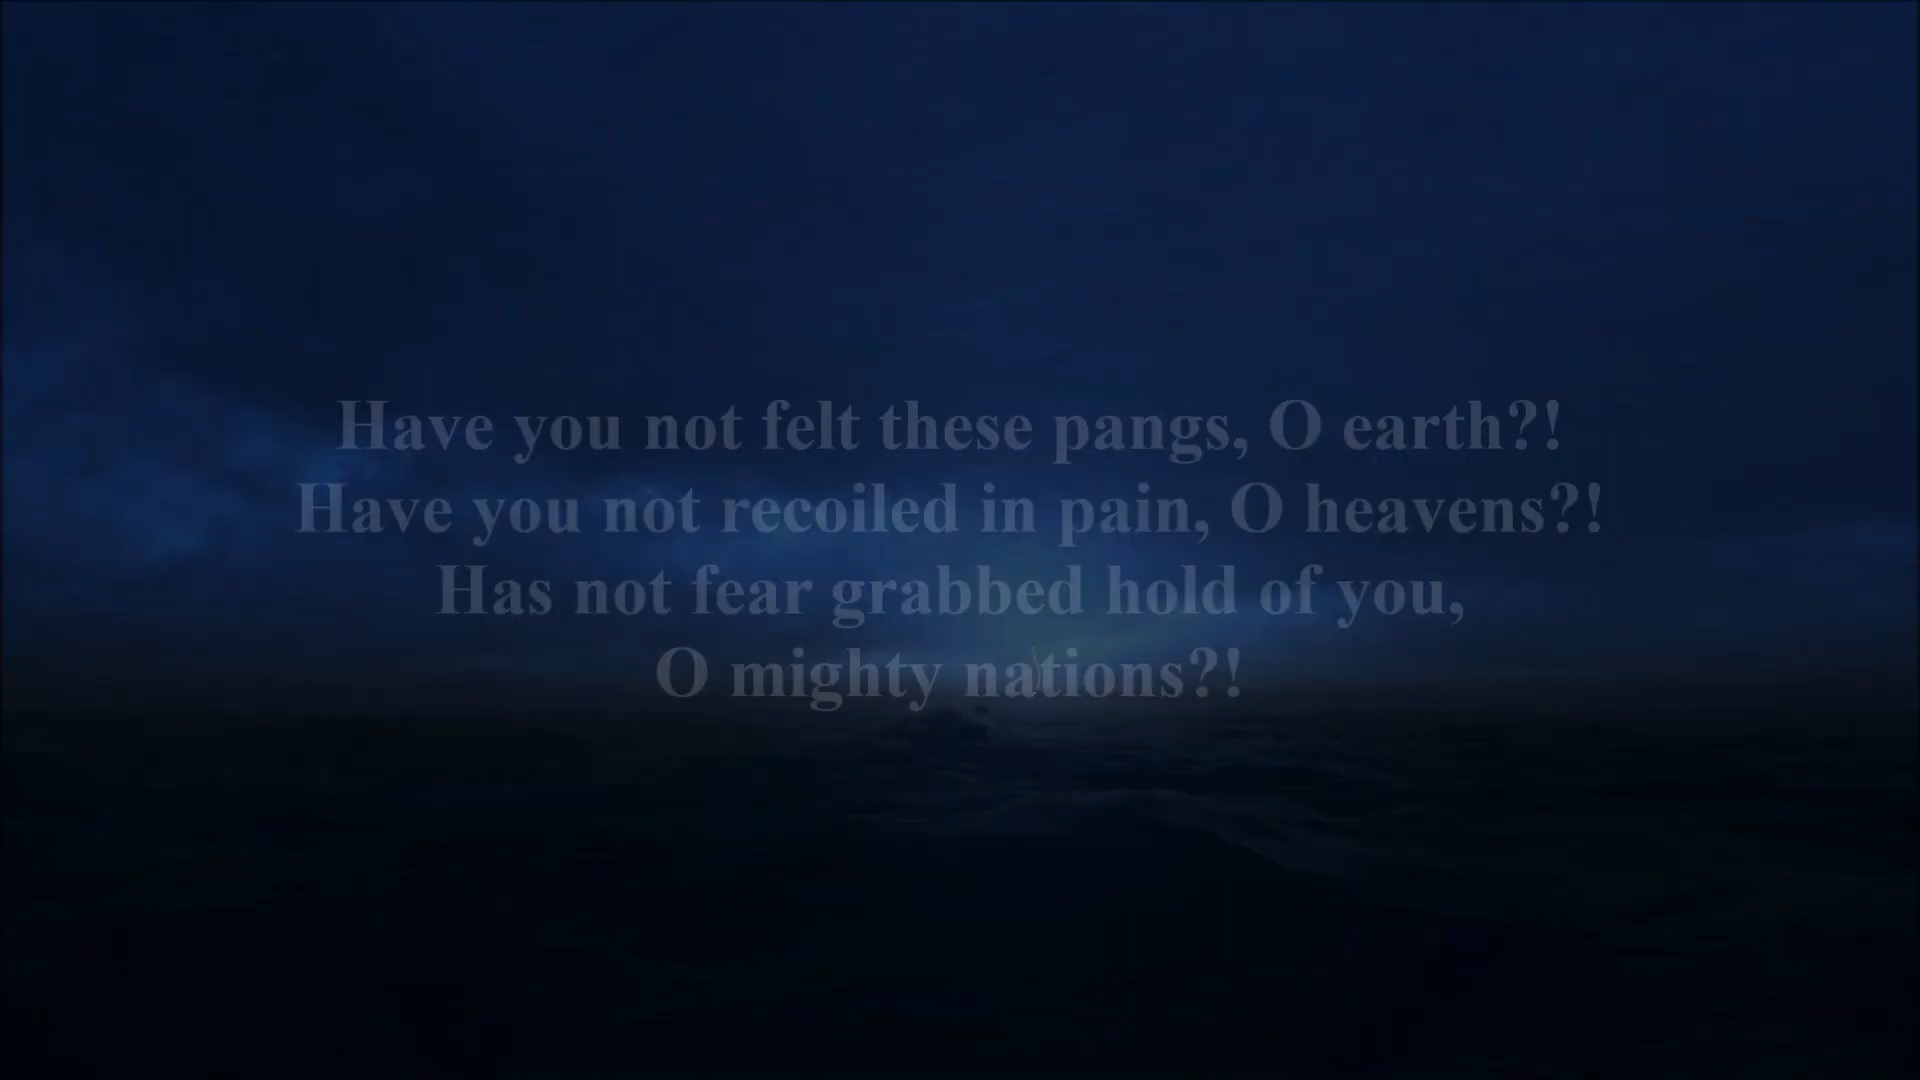 Have you not felt these pangs, O earth?!
Have you not recoiled in pain, O heavens?!
Has not fear grabbed hold of you,
O mighty nations?!